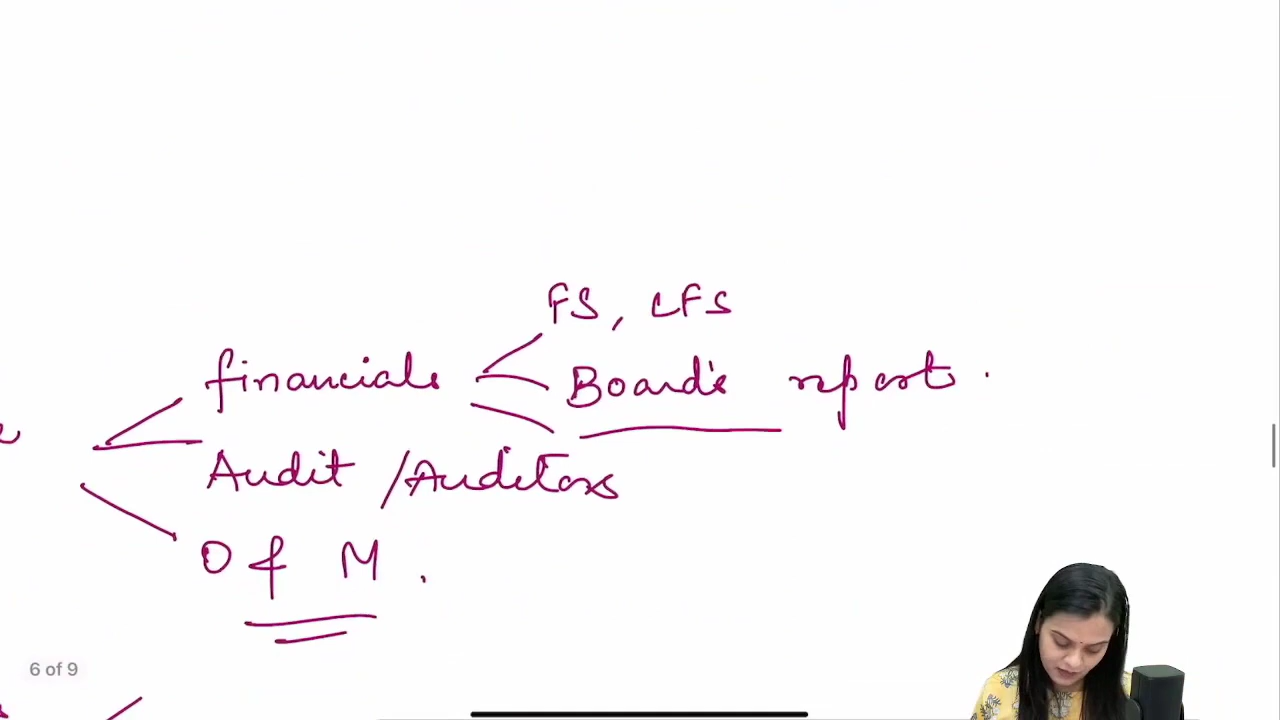 FS, CFS
financials
Board's report.
Audit / Auditors
O f M.
6 of 9